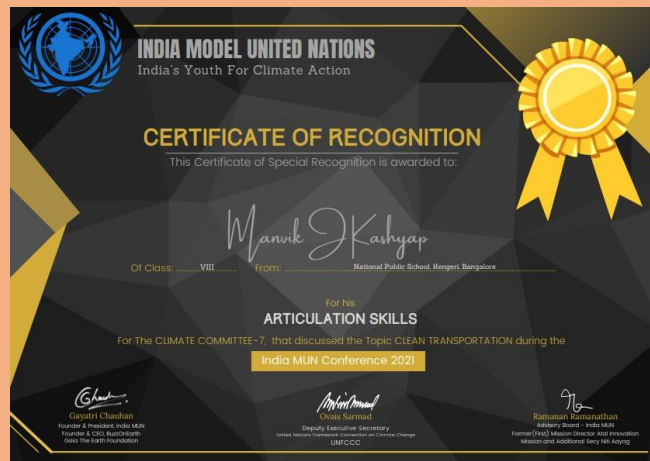 INDIA MODEL UNITED NATIONS
India's Youth For Climate Action
CERTIFICATE OF RECOGNITION
This Certificate of Special Recognition is awarded to:
Manvik J Kashyap
Of Class: VIII From: National Public School, Kengeri, Bangalore
For his
ARTICULATION SKILLS
For The CLIMATE COMMITTEE-7, that discussed the Topic CLEAN TRANSPORTATION during the
India MUN Conference 2021
Gayatri Chauhan
Founder & President, India MUN
Founder & CEO, BuzzOnEarth
Gaia The Earth Foundation
Ovais Sarmad
Deputy Executive Secretary
United Nations Framework Convention on Climate Change
UNFCCC
Ramanan Ramanathan
Advisory Board - India MUN
Former(First) Mission Director Atal Innovation
Mission and Additional Secy Niti Aayog